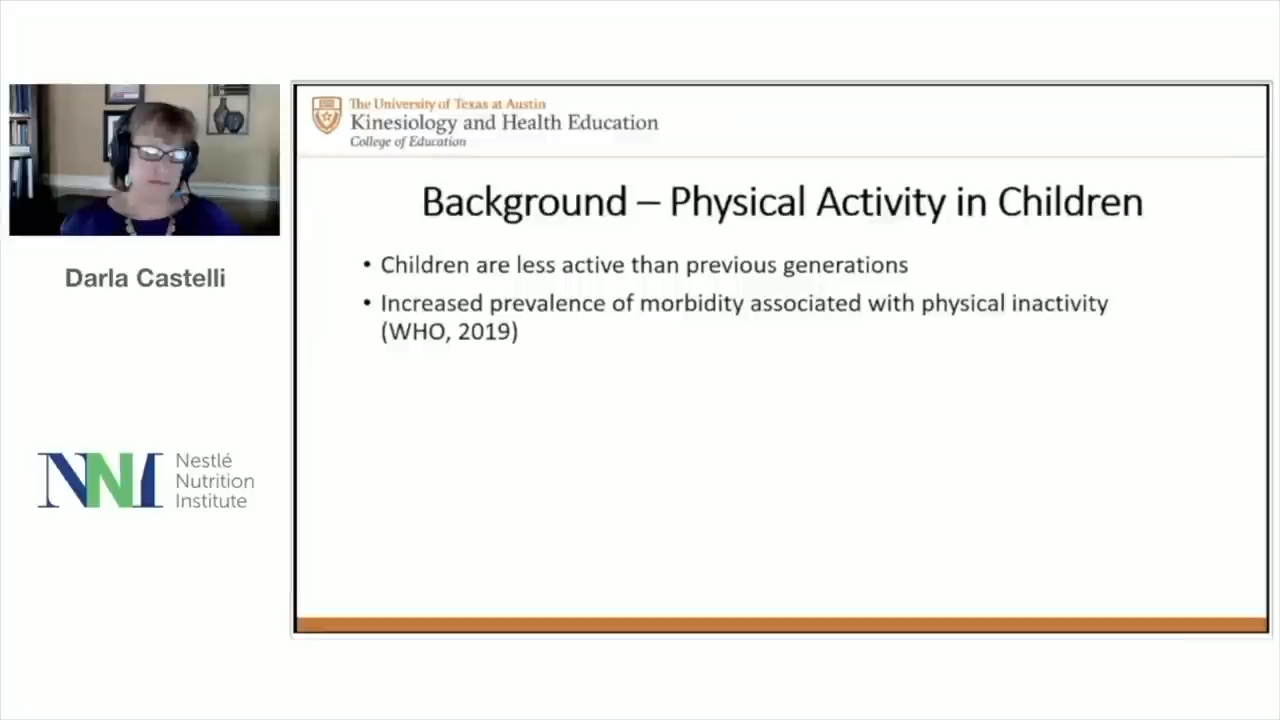 The University of Texas at Austin
Kinesiology and Health Education
College of Education
Background – Physical Activity in Children
• Children are less active than previous generations
• Increased prevalence of morbidity associated with physical inactivity
(WHO, 2019)
Darla Castelli
NNI
Nestlé
Nutrition
Institute